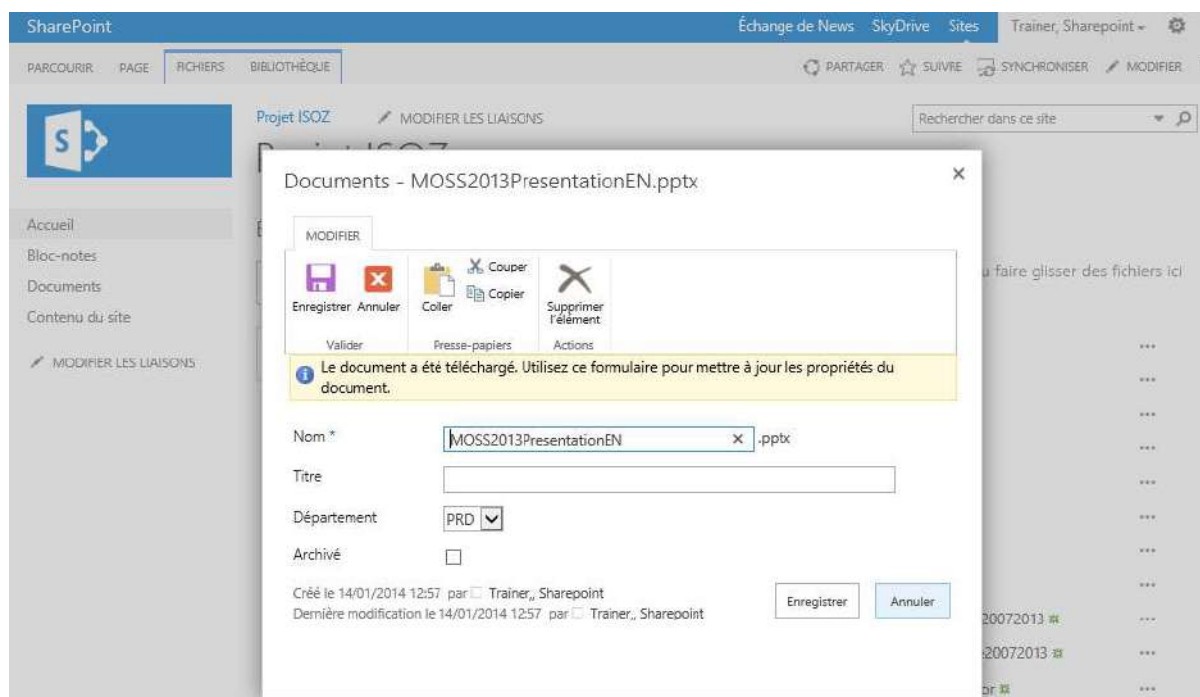 SharePoint
Échange de News SkyDrive Sites Trainer, Sharepoint
PARCOURIR PAGE FICHIERS BIBLIOTHÈQUE
PARTAGER SUIVRE SYNCHRONISER MODIFIER
S
Projet ISOZ MODIFIER LES LIAISONS
Rechercher dans ce site
Projet ISOZ
Accueil
Bloc-notes
Documents
Contenu du site
MODIFIER LES LIAISONS
Documents - MOSS2013PresentationEN.pptx
MODIFIER
Enregistrer Annuler Coller Couper
Copier
Supprimer
l'élément
Valider Presse-papiers Actions
Le document a été téléchargé. Utilisez ce formulaire pour mettre à jour les propriétés du
document.
Nom * MOSS2013PresentationEN .pptx
Titre
Département PRD
Archivé
Créé le 14/01/2014 12:57 par Trainer,, Sharepoint
Dernière modification le 14/01/2014 12:57 par Trainer,, Sharepoint
Enregistrer Annuler
u faire glisser des fichiers ici
20072013
20072013
or